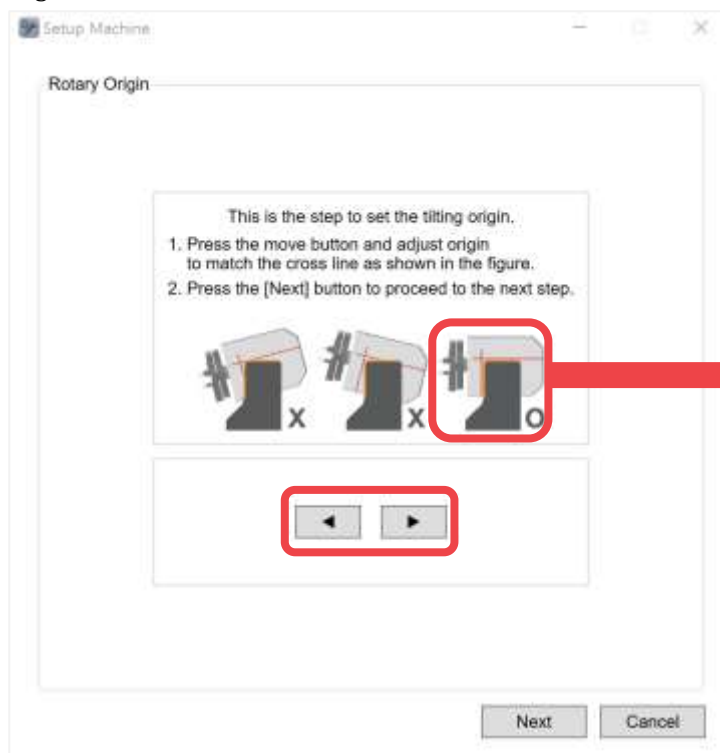 Setup Machine
Rotary Origin
This is the step to set the tilting origin.
1. Press the move button and adjust origin
to match the cross line as shown in the figure.
2. Press the [Next] button to proceed to the next step.
X X O
Next Cancel